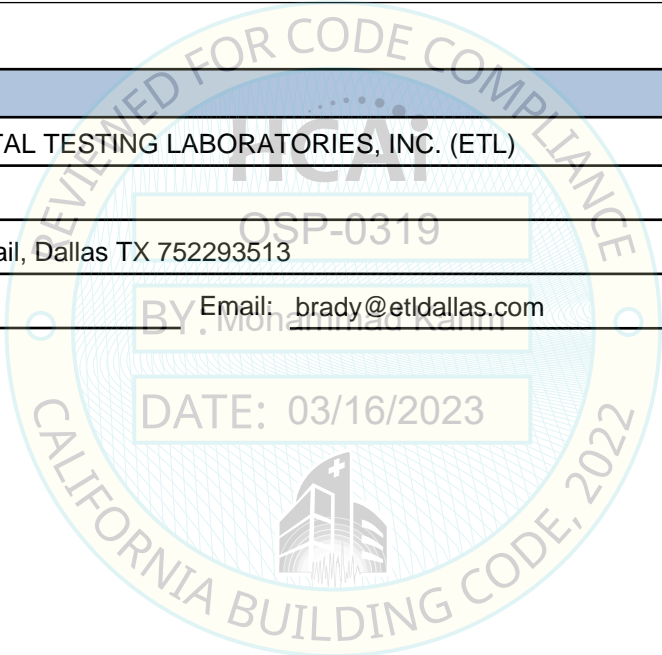 REVIEWED FOR CODE COMPLIANCE
HCAi
TAL TESTING LABORATORIES, INC. (ETL)
OSP-0319
ail, Dallas TX 752293513
Email: brady@etldallas.com
BY: Mohammad Karim
DATE: 03/16/2023
CALIFORNIA BUILDING CODE, 2022